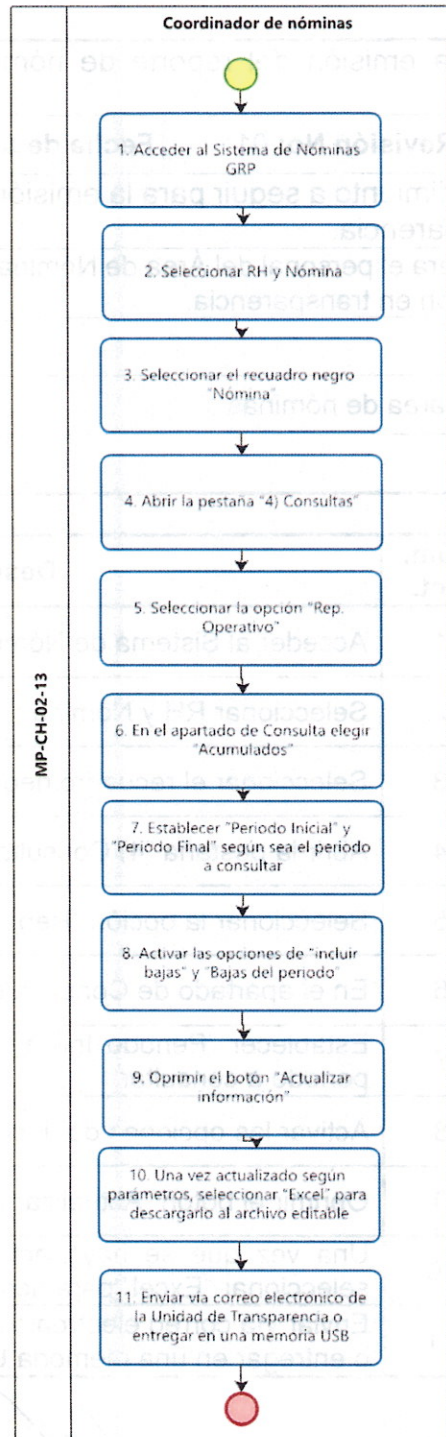 Coordinador de nóminas
MP-CH-02-13
1. Acceder al Sistema de Nóminas
GRP
2. Seleccionar RH y Nómina
3. Seleccionar el recuadro negro
"Nómina"
4. Abrir la pestaña "4) Consultas"
5. Seleccionar la opción "Rep.
Operativo"
6. En el apartado de Consulta elegir
"Acumulados"
7. Establecer "Periodo Inicial" y
"Periodo Final" según sea el periodo
a consultar
8. Activar las opciones de "incluir
bajas" y "Bajas del periodo"
9. Oprimir el botón "Actualizar
información"
10. Una vez actualizado según
parámetros, seleccionar "Excel" para
descargarlo al archivo editable
11. Enviar vía correo electrónico de
la Unidad de Transparencia o
entregar en una memoria USB